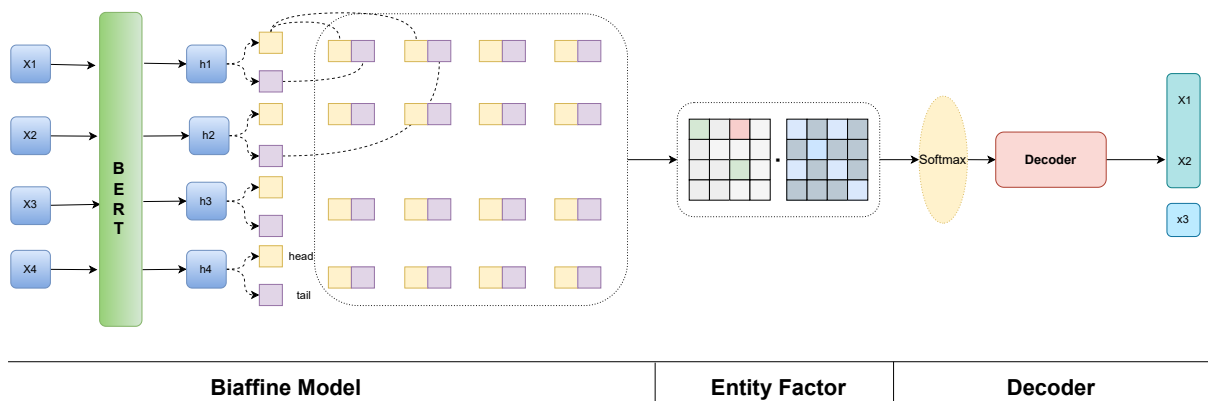 X1
X2
X3
X4
B
E
R
T
h1
h2
h3
h4
head
tail
.
Softmax
Decoder
X1
X2
x3
Biaffine Model
Entity Factor
Decoder